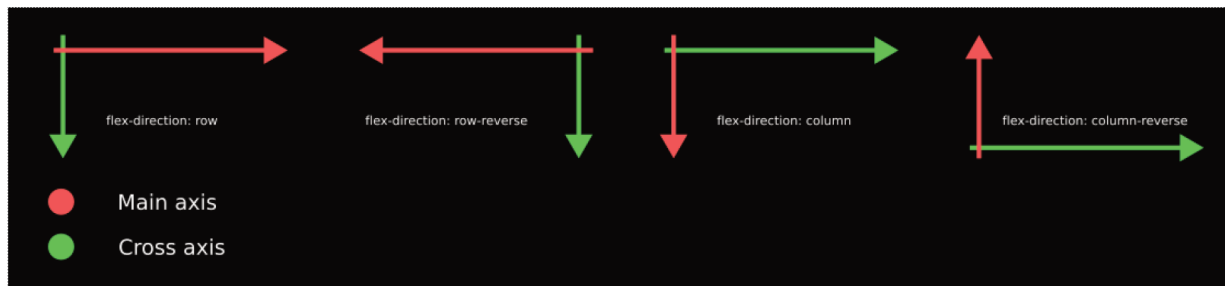 flex-direction: row
flex-direction: row-reverse
flex-direction: column
flex-direction: column-reverse
Main axis
Cross axis